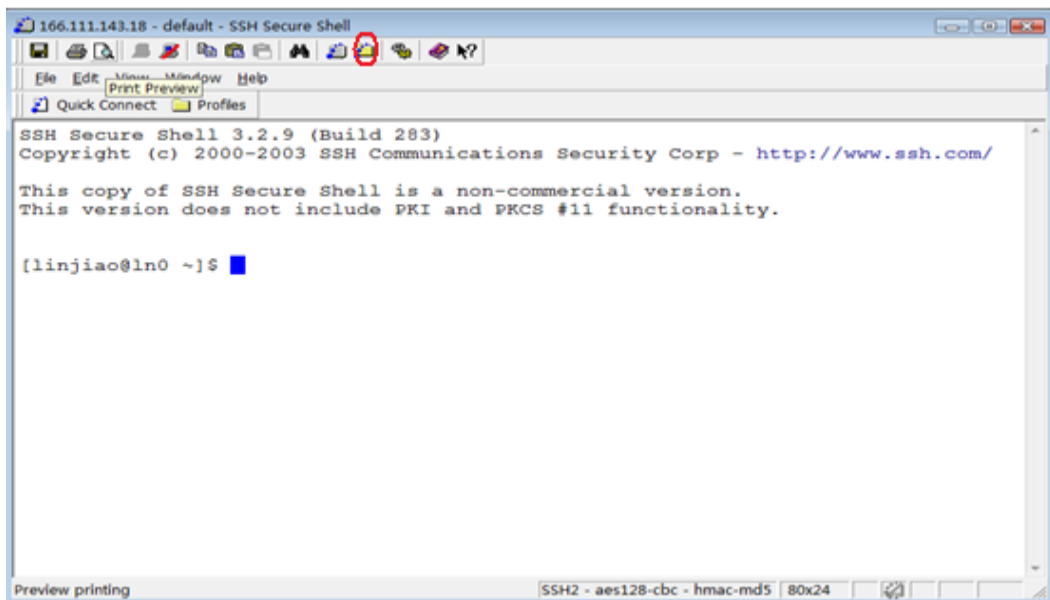 166.111.143.18 - default - SSH Secure Shell
File Edit View Window Help
Print Preview
Quick Connect Profiles
SSH Secure Shell 3.2.9 (Build 283)
Copyright (c) 2000-2003 SSH Communications Security Corp - http://www.ssh.com/
This copy of SSH Secure Shell is a non-commercial version.
This version does not include PKI and PKCS #11 functionality.
[linjiao@ln0 ~]$
Preview printing SSH2 - aes128-cbc - hmac-md5 80x24